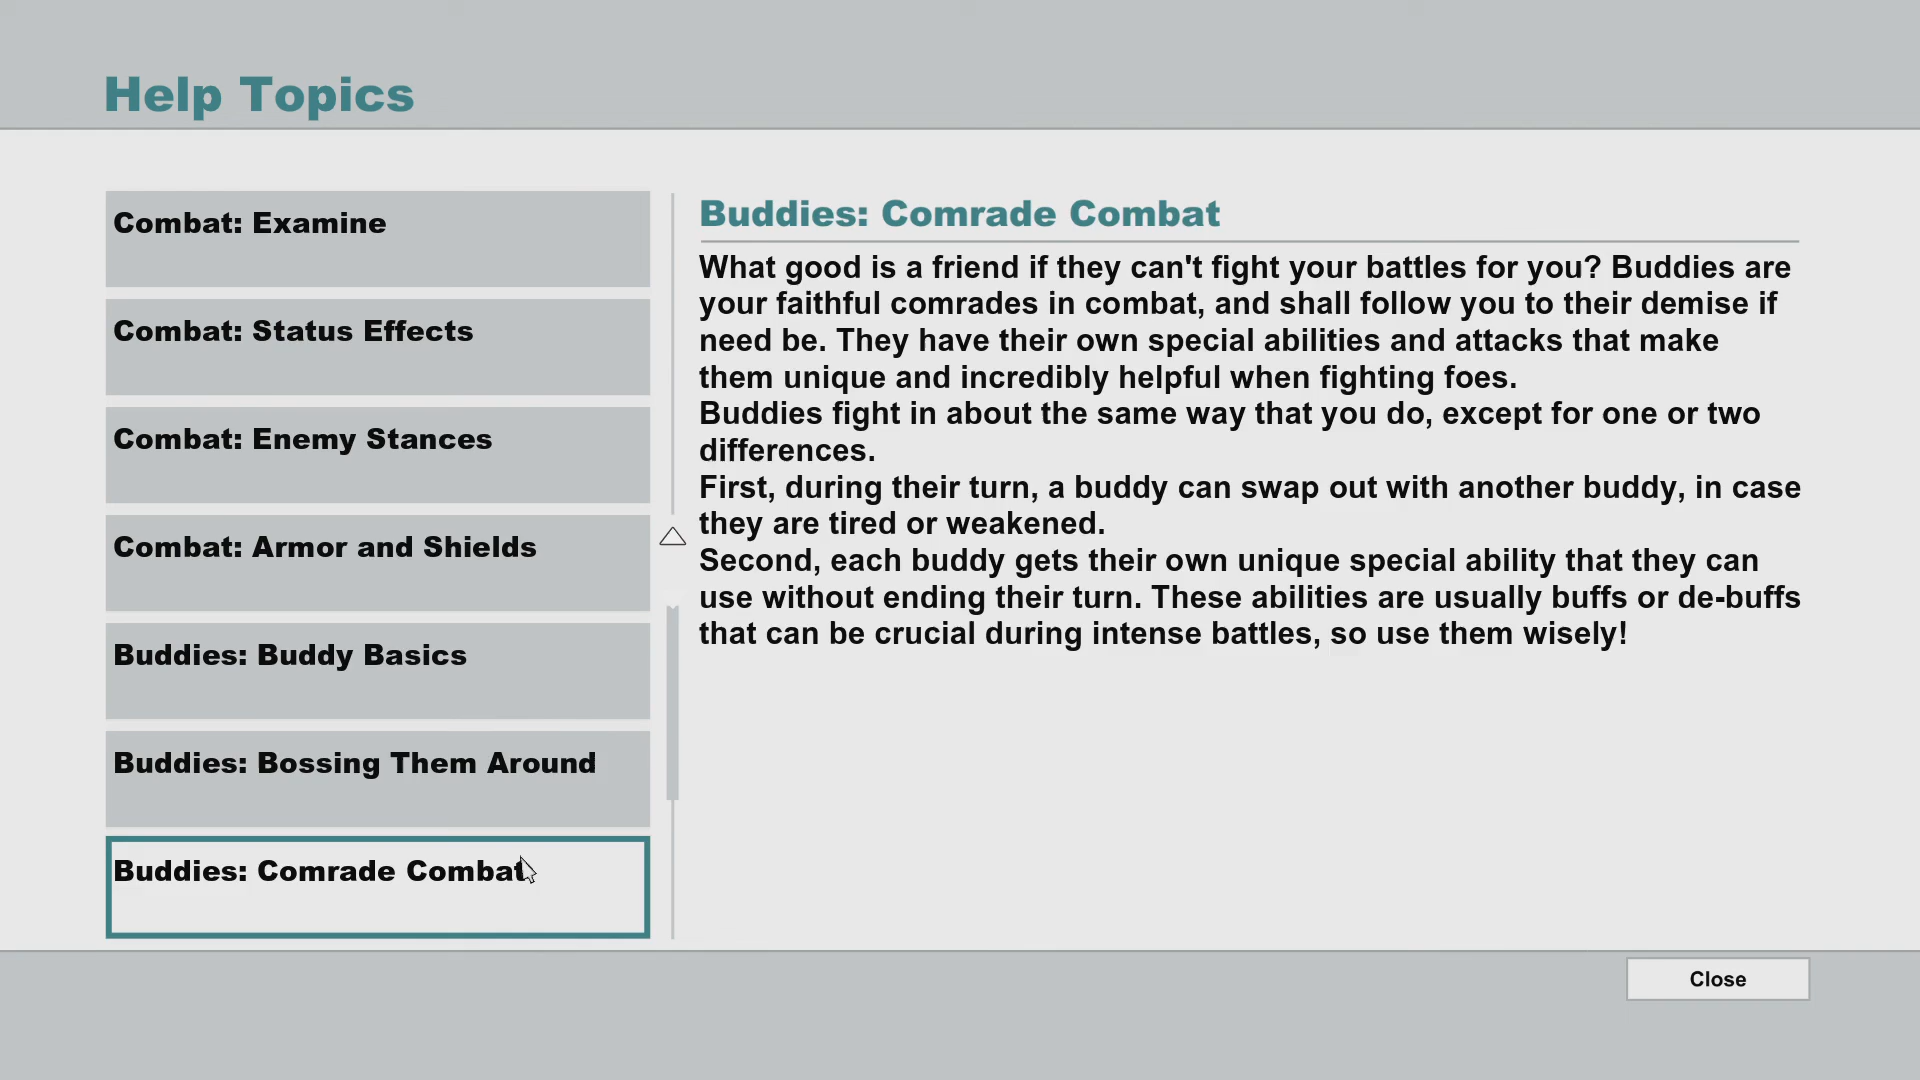 Help Topics
Combat: Examine
Combat: Status Effects
Combat: Enemy Stances
Combat: Armor and Shields
Buddies: Buddy Basics
Buddies: Bossing Them Around
Buddies: Comrade Combat
Buddies: Comrade Combat
What good is a friend if they can't fight your battles for you? Buddies are
your faithful comrades in combat, and shall follow you to their demise if
need be. They have their own special abilities and attacks that make
them unique and incredibly helpful when fighting foes.
Buddies fight in about the same way that you do, except for one or two
differences.
First, during their turn, a buddy can swap out with another buddy, in case
they are tired or weakened.
Second, each buddy gets their own unique special ability that they can
use without ending their turn. These abilities are usually buffs or de-buffs
that can be crucial during intense battles, so use them wisely!
Close